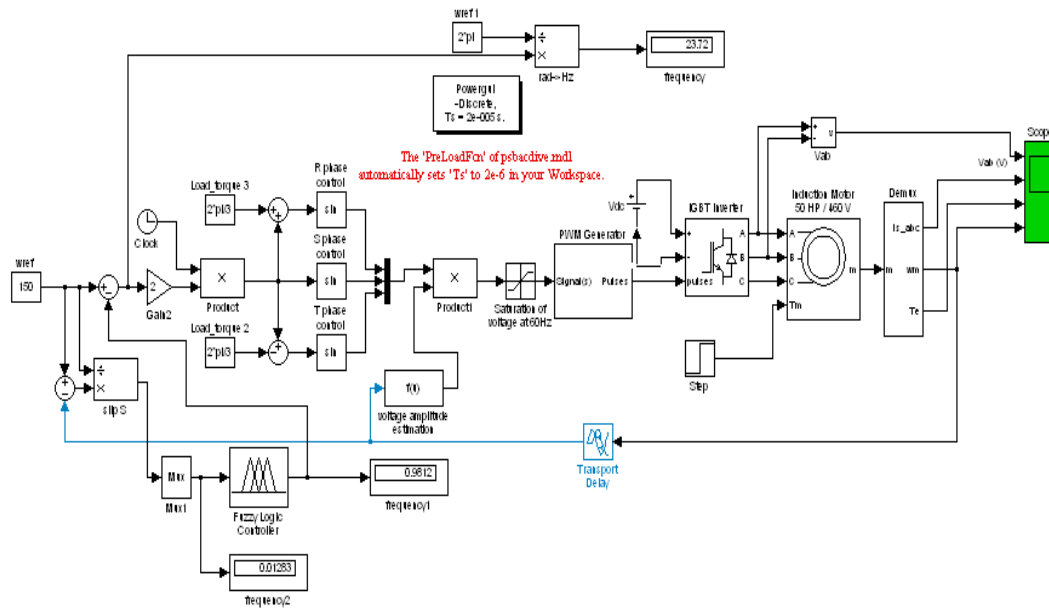 wref 1
2*pi
÷
×
rad-> Hz
23.72
frequency
Powergui
-Discrete,
Ts = 2e-005 s.
The 'PreLoadFcn' of psbacdive.mdl
automatically sets 'Ts' to 2e-6 in your Workspace.
+
-
v
Vab
Scop
Vab (V)
Load_torque 3
2*pi/3
R phase
control
sin
Clock
wref
150
2
Gain2
×
Product
S phase
control
sin
T phase
control
sin
Load_torque 2
2*pi/3
×
Product1
Saturation of
voltage at 60Hz
PWM Generator
Signal(s)
Pulses
Vdc
+
IGBT Inverter
+
-
pulses
A
B
C
Induction Motor
50 HP / 460 V
A
B
C
Tm
m
Demux
m
Is_abc
wm
Te
Step
÷
×
slip S
f(u)
voltage amplitude
estimation
Transport
Delay
Mux
Mux1
Fuzzy Logic
Controller
0.9812
frequency1
0.01283
frequency2